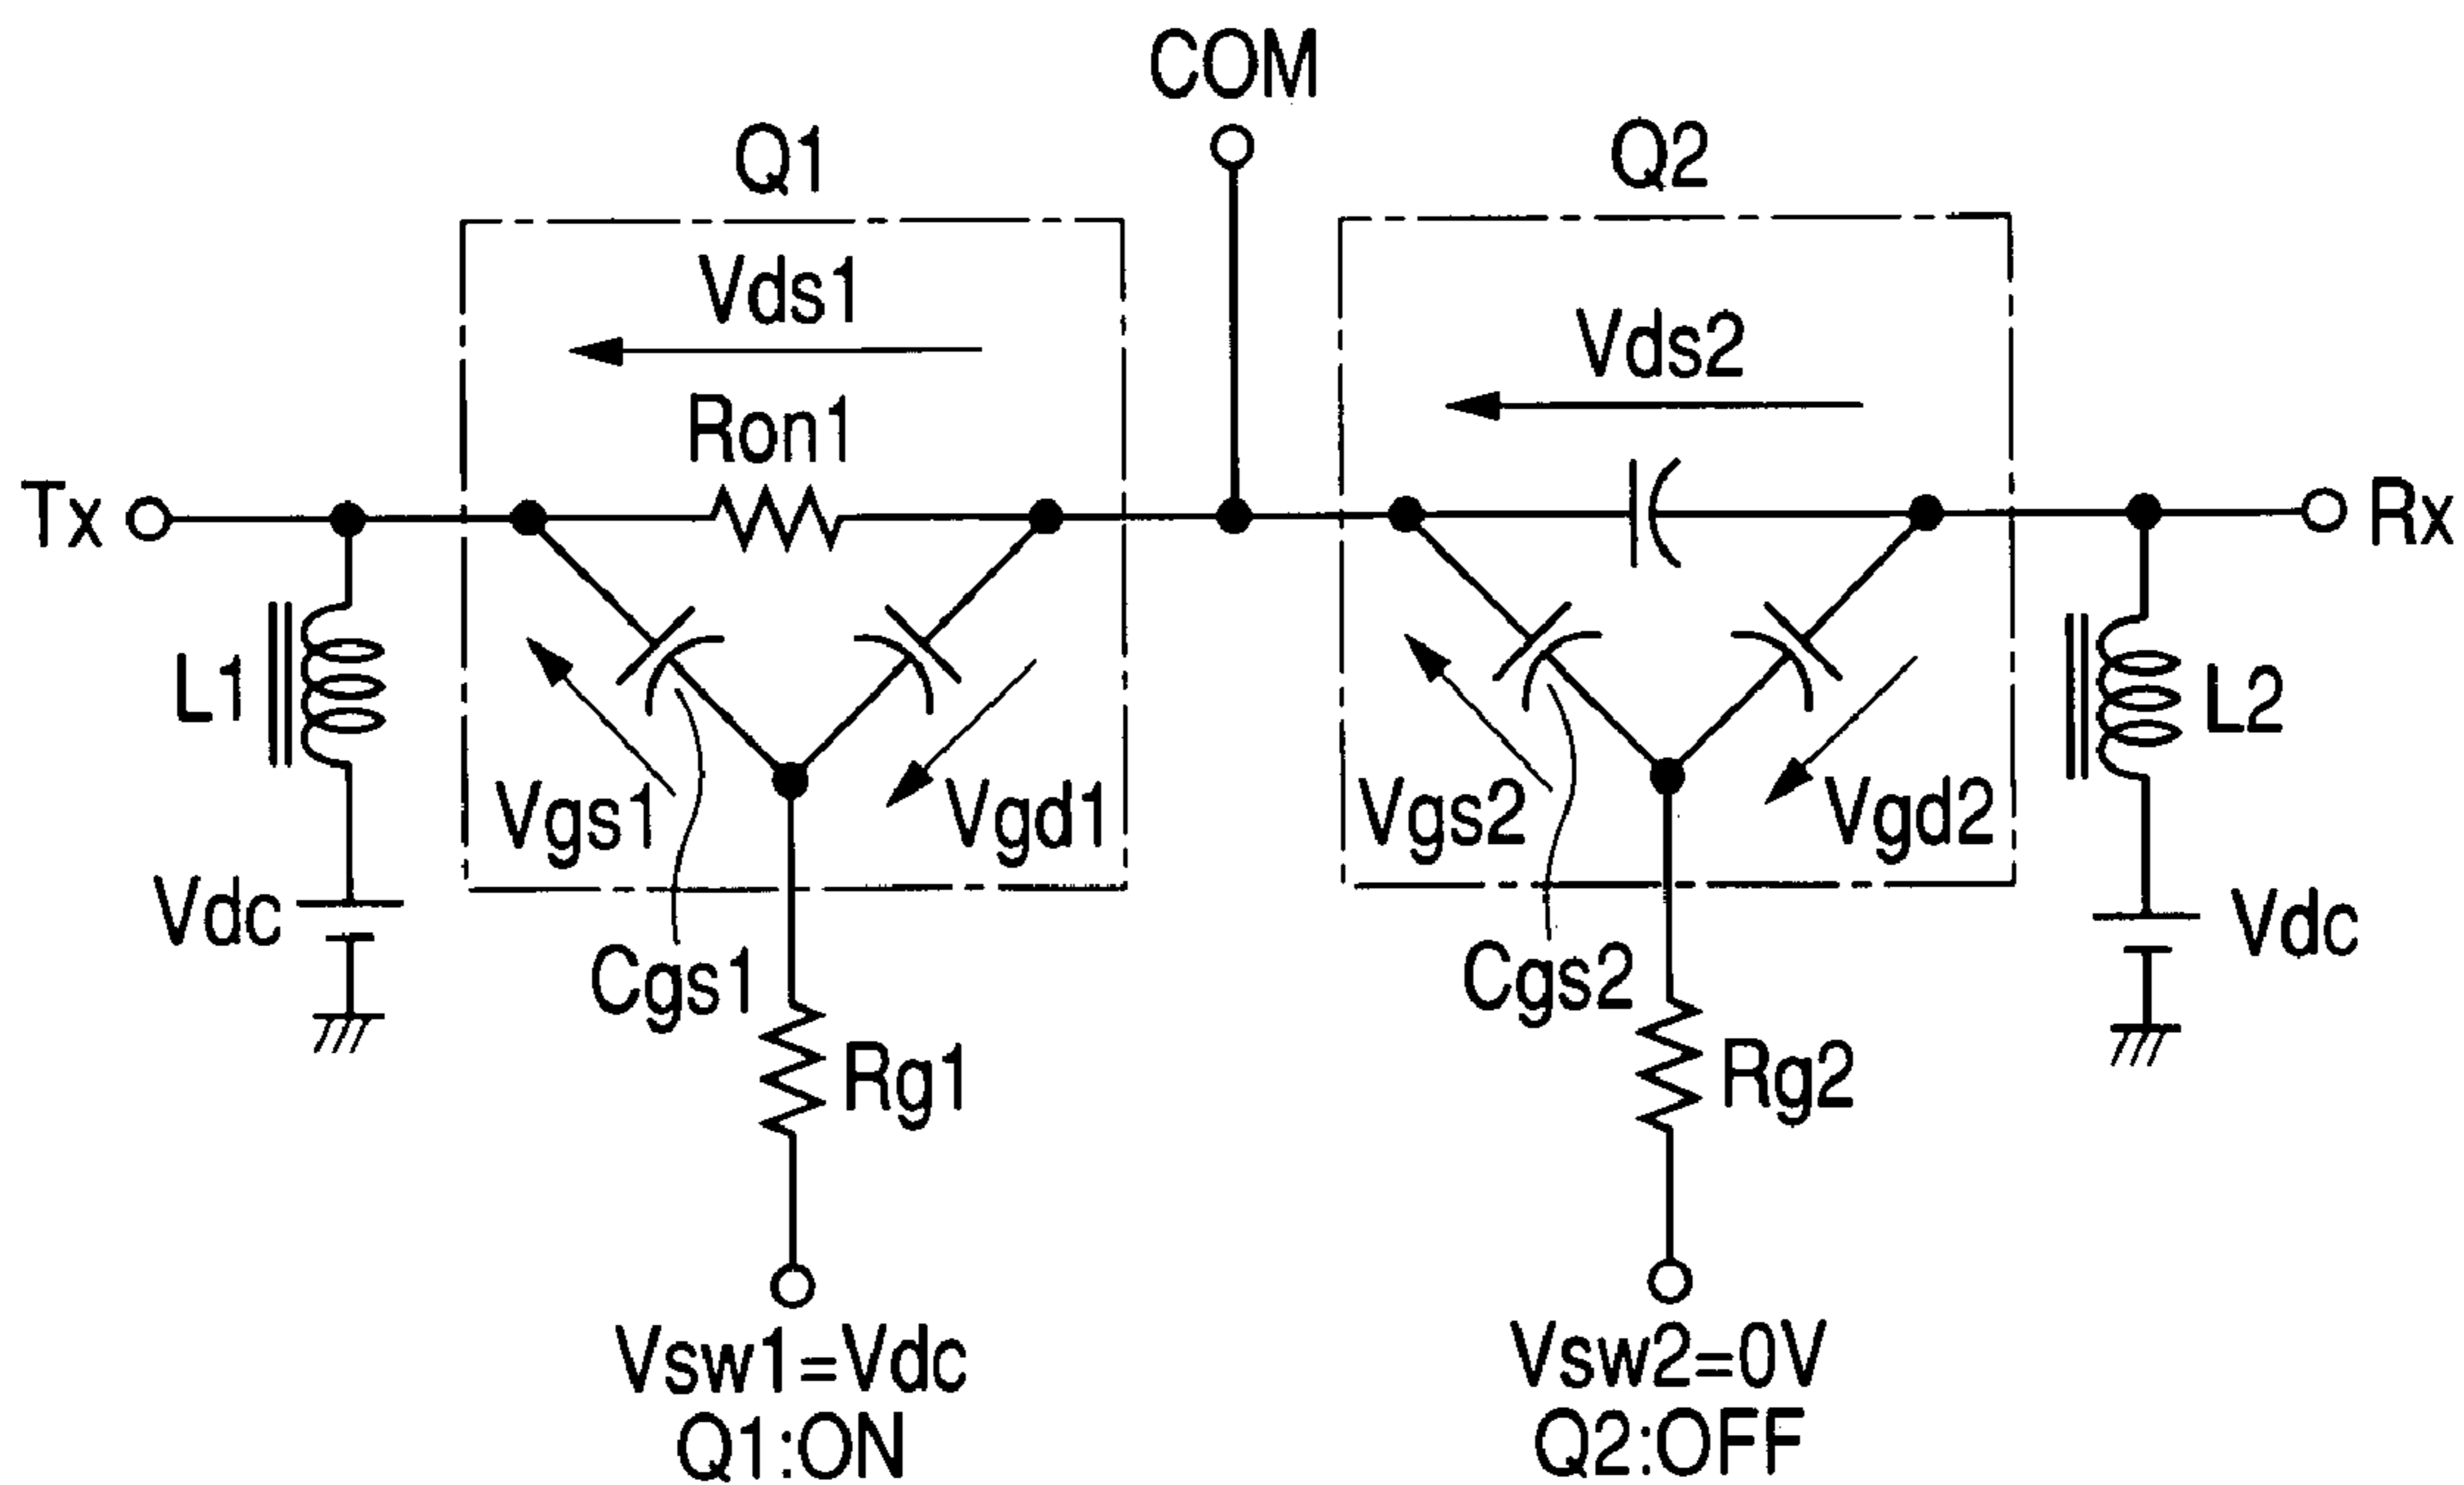 COM
Q1
Q2
Vds1
Vds2
Ron1
Tx
Rx
L1
L2
Vgs1
Vgd1
Vgs2
Vgd2
Vdc
Vdc
Cgs1
Cgs2
Rg1
Rg2
Vsw1=Vdc
Q1:ON
Vsw2=0V
Q2:OFF